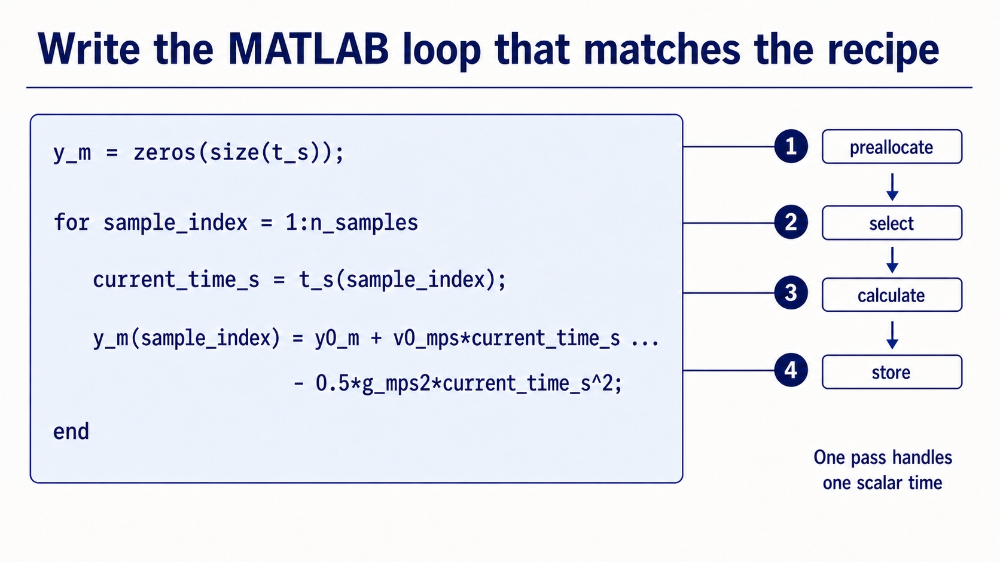 Write the MATLAB loop that matches the recipe
y_m = zeros(size(t_s));
for sample_index = 1:n_samples
current_time_s = t_s(sample_index);
y_m(sample_index) = y0_m + v0_mps*current_time_s ...
- 0.5*g_mps2*current_time_s^2;
end
1 preallocate
2 select
3 calculate
4 store
One pass handles
one scalar time